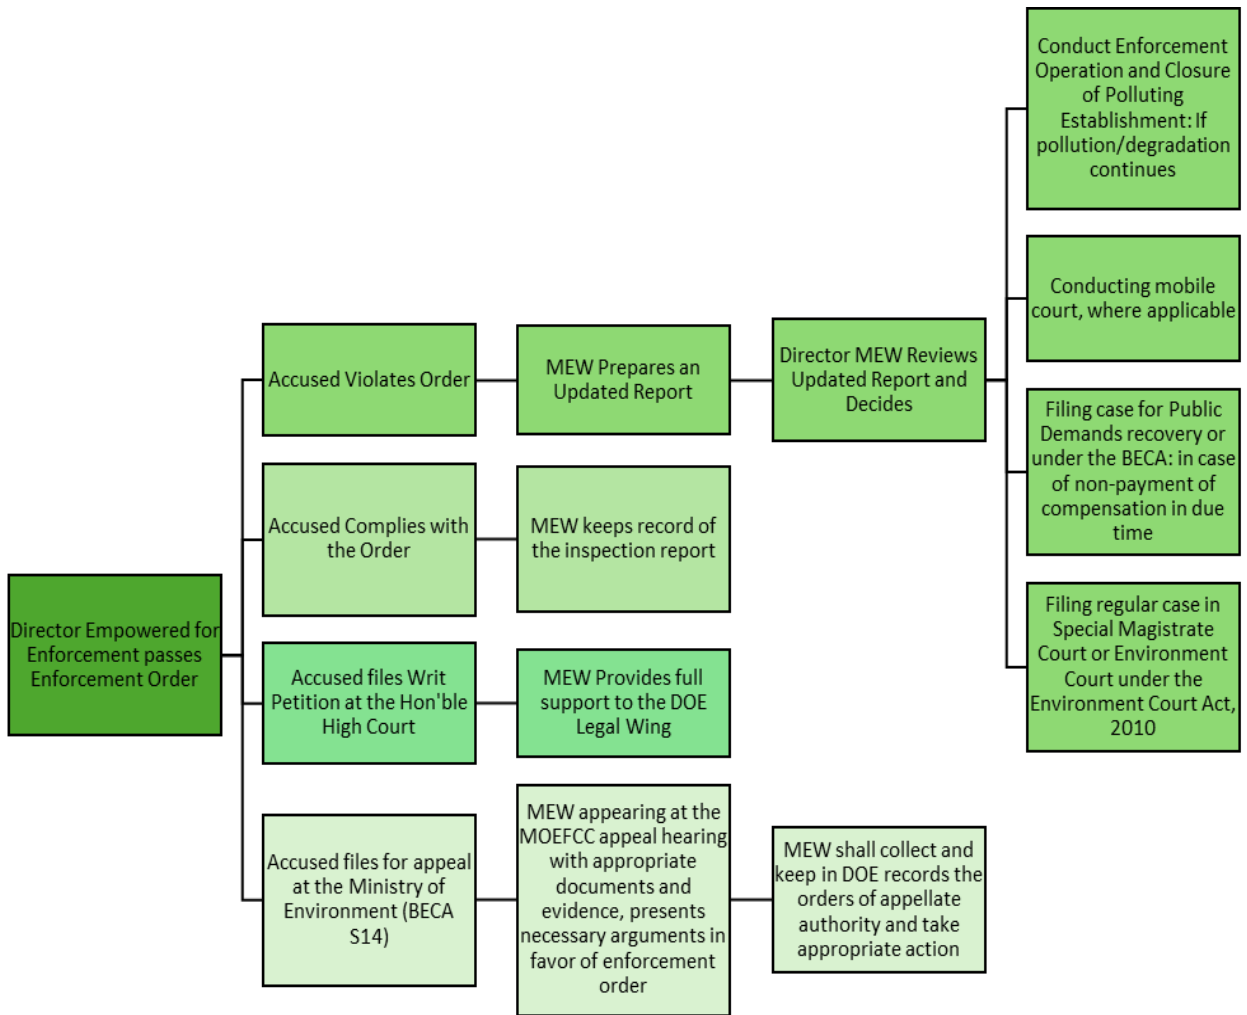 Conduct Enforcement
Operation and Closure
of Polluting
Establishment: If
pollution/degradation
continues
Conducting mobile
court, where applicable
Accused Violates Order
MEW Prepares an
Updated Report
Director MEW Reviews
Updated Report and
Decides
Filing case for Public
Demands recovery or
under the BECA: in case
of non-payment of
compensation in due
time
Accused Complies with
the Order
MEW keeps record of
the inspection report
Director Empowered for
Enforcement passes
Enforcement Order
Accused files Writ
Petition at the Hon'ble
High Court
MEW Provides full
support to the DOE
Legal Wing
Filing regular case in
Special Magistrate
Court or Environment
Court under the
Environment Court Act,
2010
Accused files for appeal
at the Ministry of
Environment (BECA
S14)
MEW appearing at the
MOEFCC appeal hearing
with appropriate
documents and
evidence, presents
necessary arguments in
favor of enforcement
order
MEW shall collect and
keep in DOE records the
orders of appellate
authority and take
appropriate action